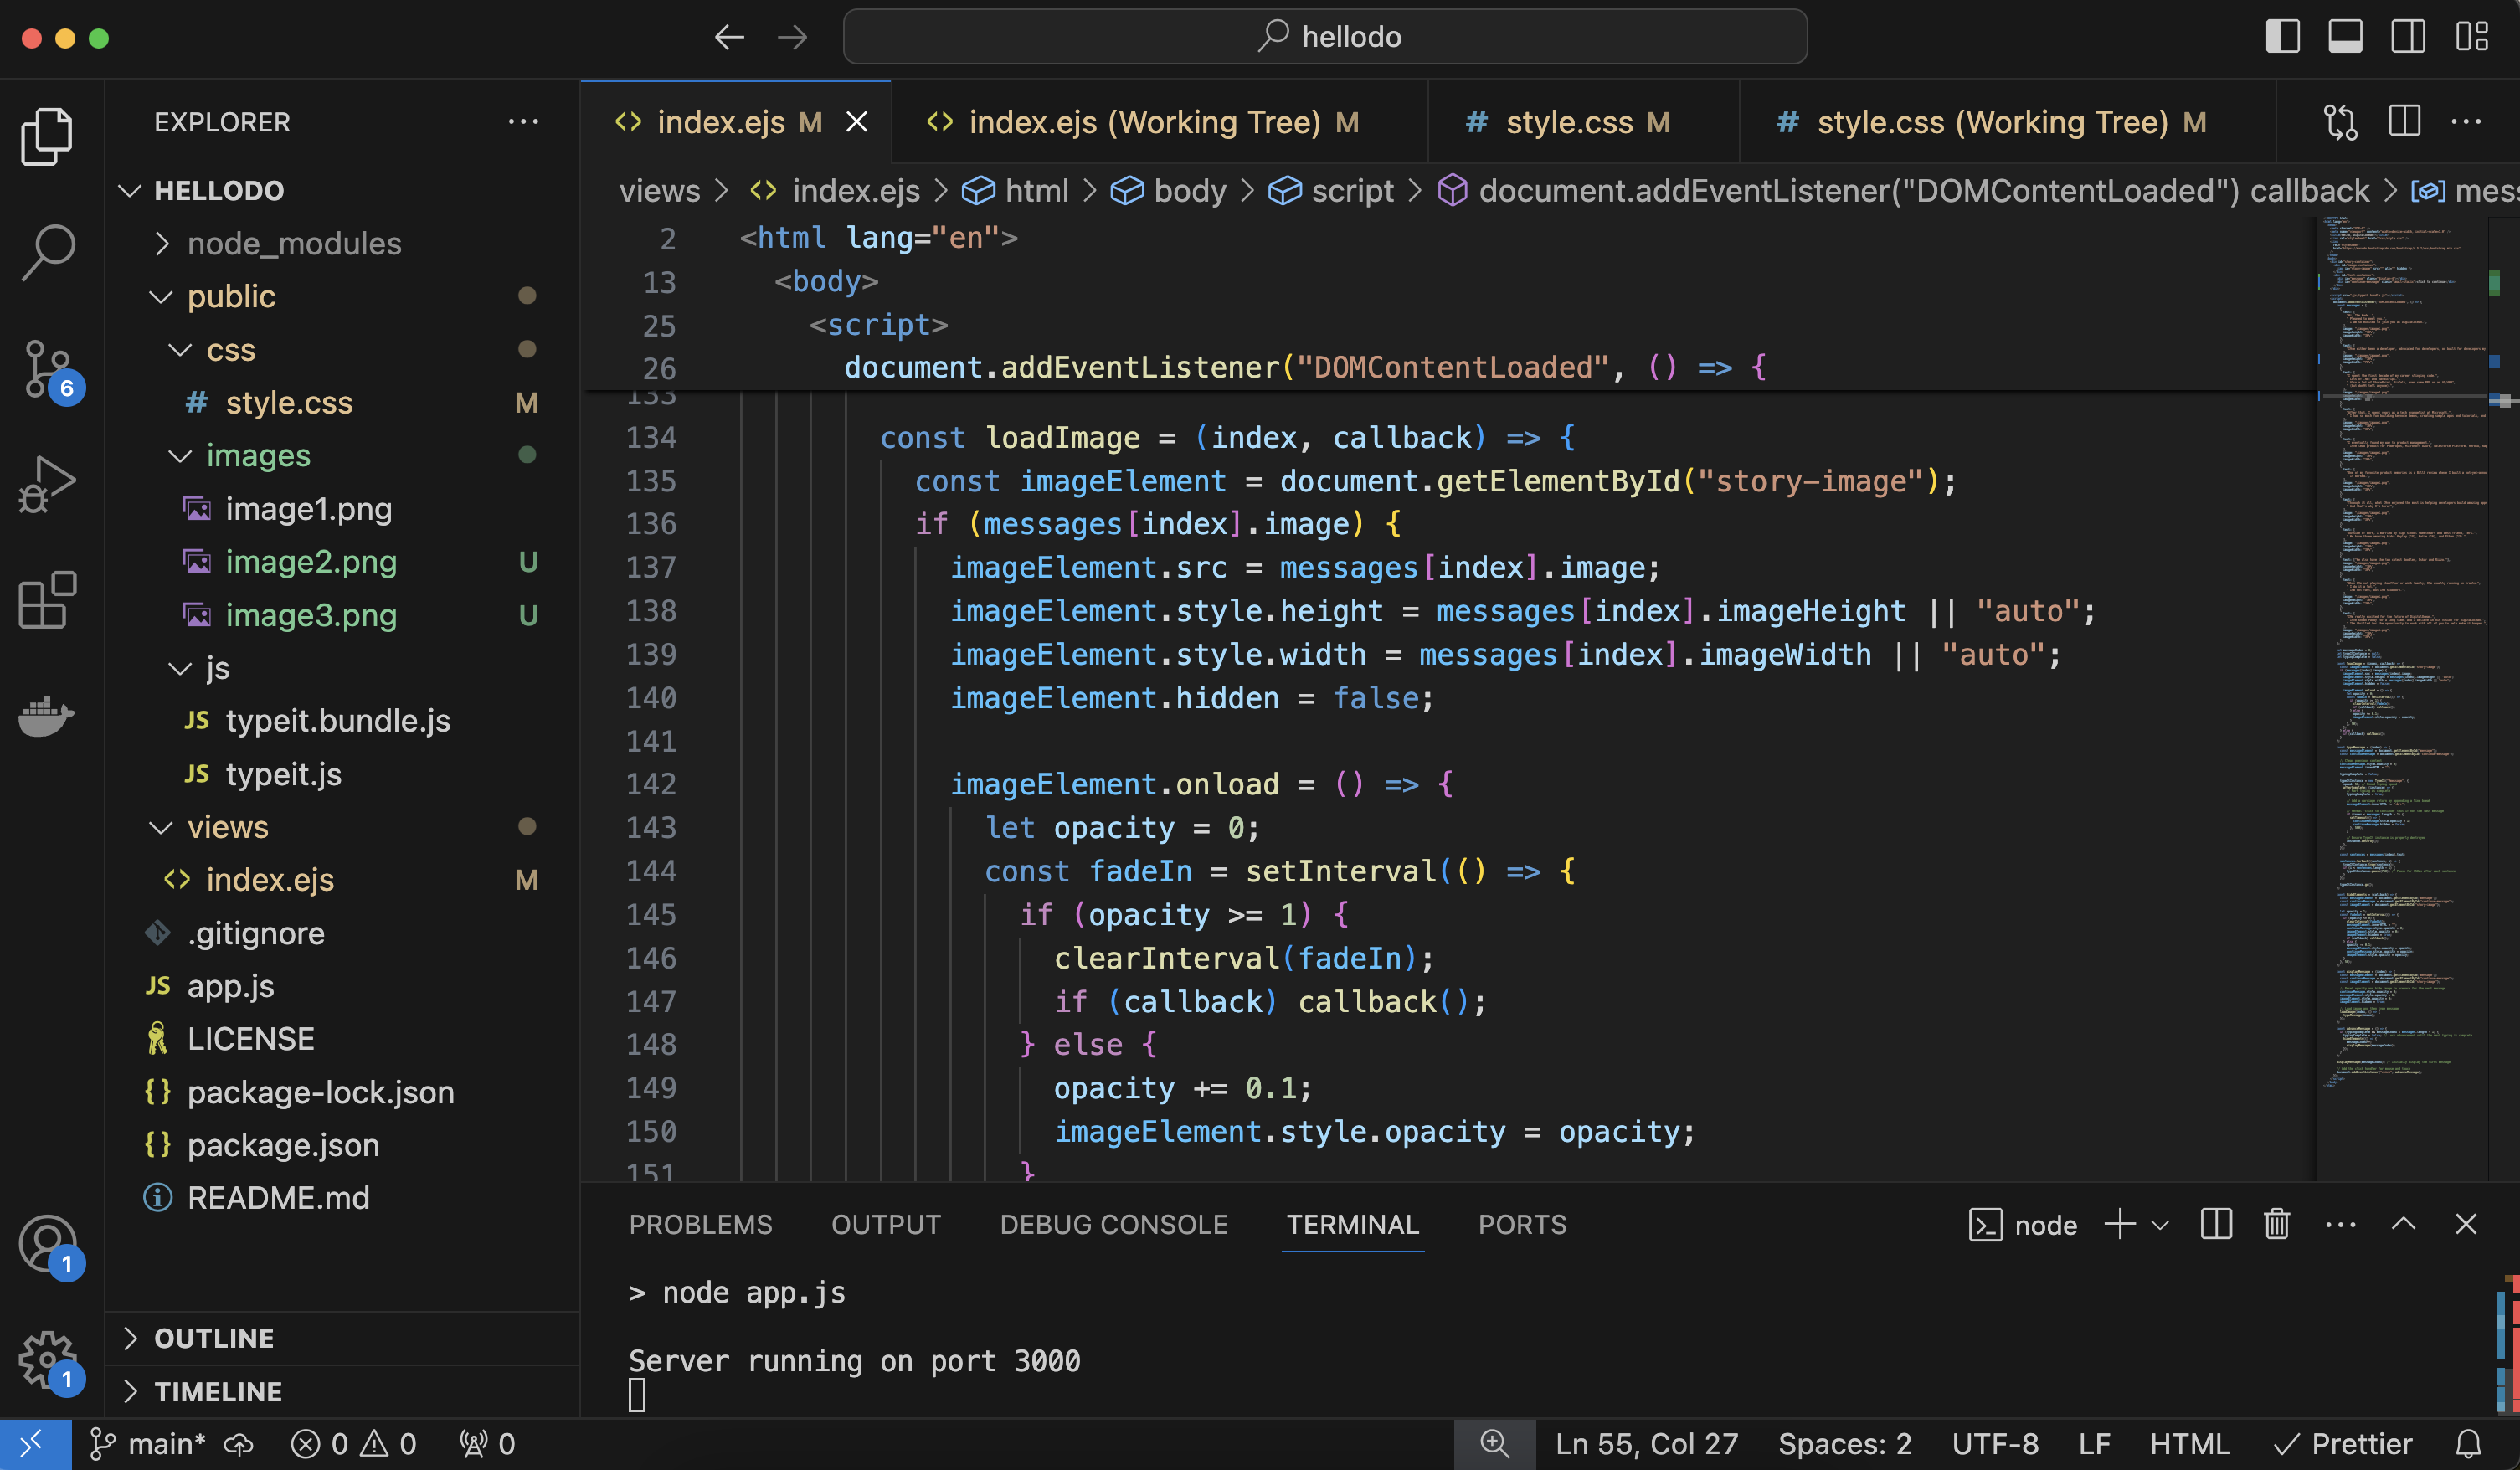 hellodo
EXPLORER
HELLODO
node_modules
public
css
# style.css M
images
image1.png
image2.png U
image3.png U
js
JS typeit.bundle.js
JS typeit.js
views
<> index.ejs M
.gitignore
JS app.js
LICENSE
{} package-lock.json
{} package.json
README.md
OUTLINE
TIMELINE
6
1
1
<> index.ejs M
<> index.ejs (Working Tree) M
# style.css M
# style.css (Working Tree) M
views > <> index.ejs > html > body > script > document.addEventListener("DOMContentLoaded") callback > mess
2 <html lang="en">
13 <body>
25 <script>
26 document.addEventListener("DOMContentLoaded", () => {
133
134 const loadImage = (index, callback) => {
135 const imageElement = document.getElementById("story-image");
136 if (messages[index].image) {
137 imageElement.src = messages[index].image;
138 imageElement.style.height = messages[index].imageHeight || "auto";
139 imageElement.style.width = messages[index].imageWidth || "auto";
140 imageElement.hidden = false;
141
142 imageElement.onload = () => {
143 let opacity = 0;
144 const fadeIn = setInterval(() => {
145 if (opacity >= 1) {
146 clearInterval(fadeIn);
147 if (callback) callback();
148 } else {
149 opacity += 0.1;
150 imageElement.style.opacity = opacity;
151 }
PROBLEMS OUTPUT DEBUG CONSOLE TERMINAL PORTS
node
> node app.js
Server running on port 3000
main* 0 0 0
Ln 55, Col 27 Spaces: 2 UTF-8 LF HTML Prettier